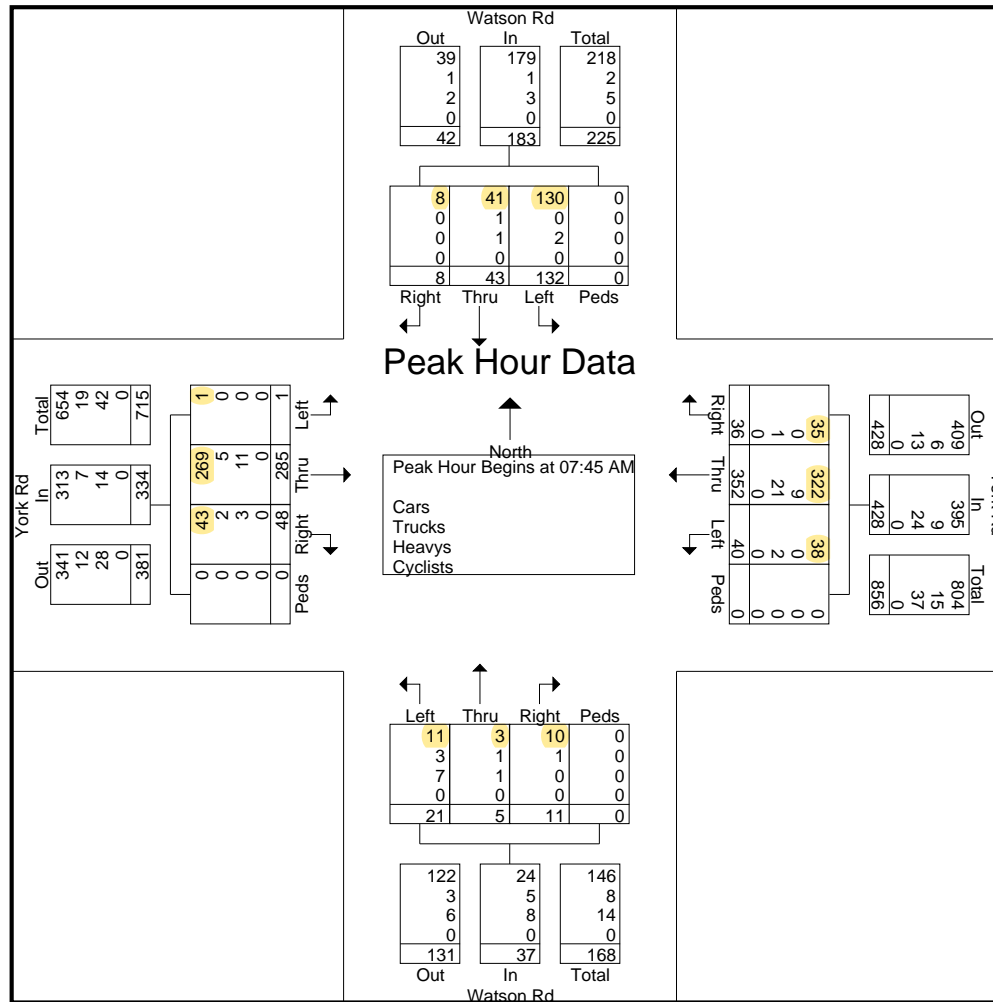 Watson Rd
Out In Total
39 179 218
1 1 2
2 3 5
0 0 0
42 183 225
8 41 130 0
0 1 0 0
0 1 2 0
0 0 0 0
8 43 132 0
Right Thru Left Peds
Peak Hour Data
North
Peak Hour Begins at 07:45 AM
Cars
Trucks
Heavys
Cyclists
York Rd
Total
654
19
42
0
715
In
313
7
14
0
334
Out
341
12
28
0
381
Left
1
0
0
0
1
Thru
269
5
11
0
285
Right
43
2
3
0
48
Peds
0
0
0
0
0
Right
35
0
1
0
36
Thru
322
9
21
0
352
Left
38
0
2
0
40
Peds
0
0
0
0
0
Out
409
6
13
0
428
In
395
9
24
0
428
Total
804
15
37
0
856
Rd
Left Thru Right Peds
11 3 10 0
3 1 1 0
7 1 0 0
0 0 0 0
21 5 11 0
122 24 146
3 5 8
6 8 14
0 0 0
131 37 168
Out In Total
Watson Rd